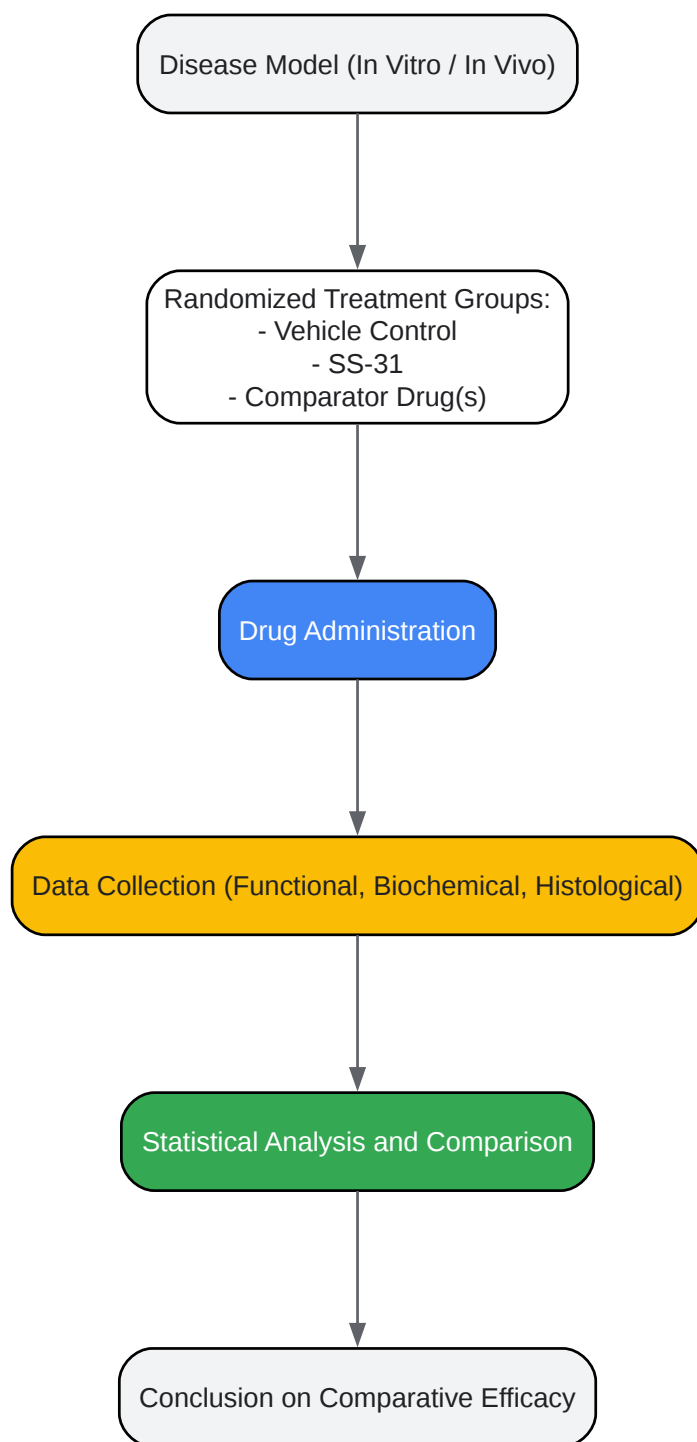 Disease Model (In Vitro / In Vivo)
Randomized Treatment Groups:
- Vehicle Control
- SS-31
- Comparator Drug(s)
Drug Administration
Data Collection (Functional, Biochemical, Histological)
Statistical Analysis and Comparison
Conclusion on Comparative Efficacy